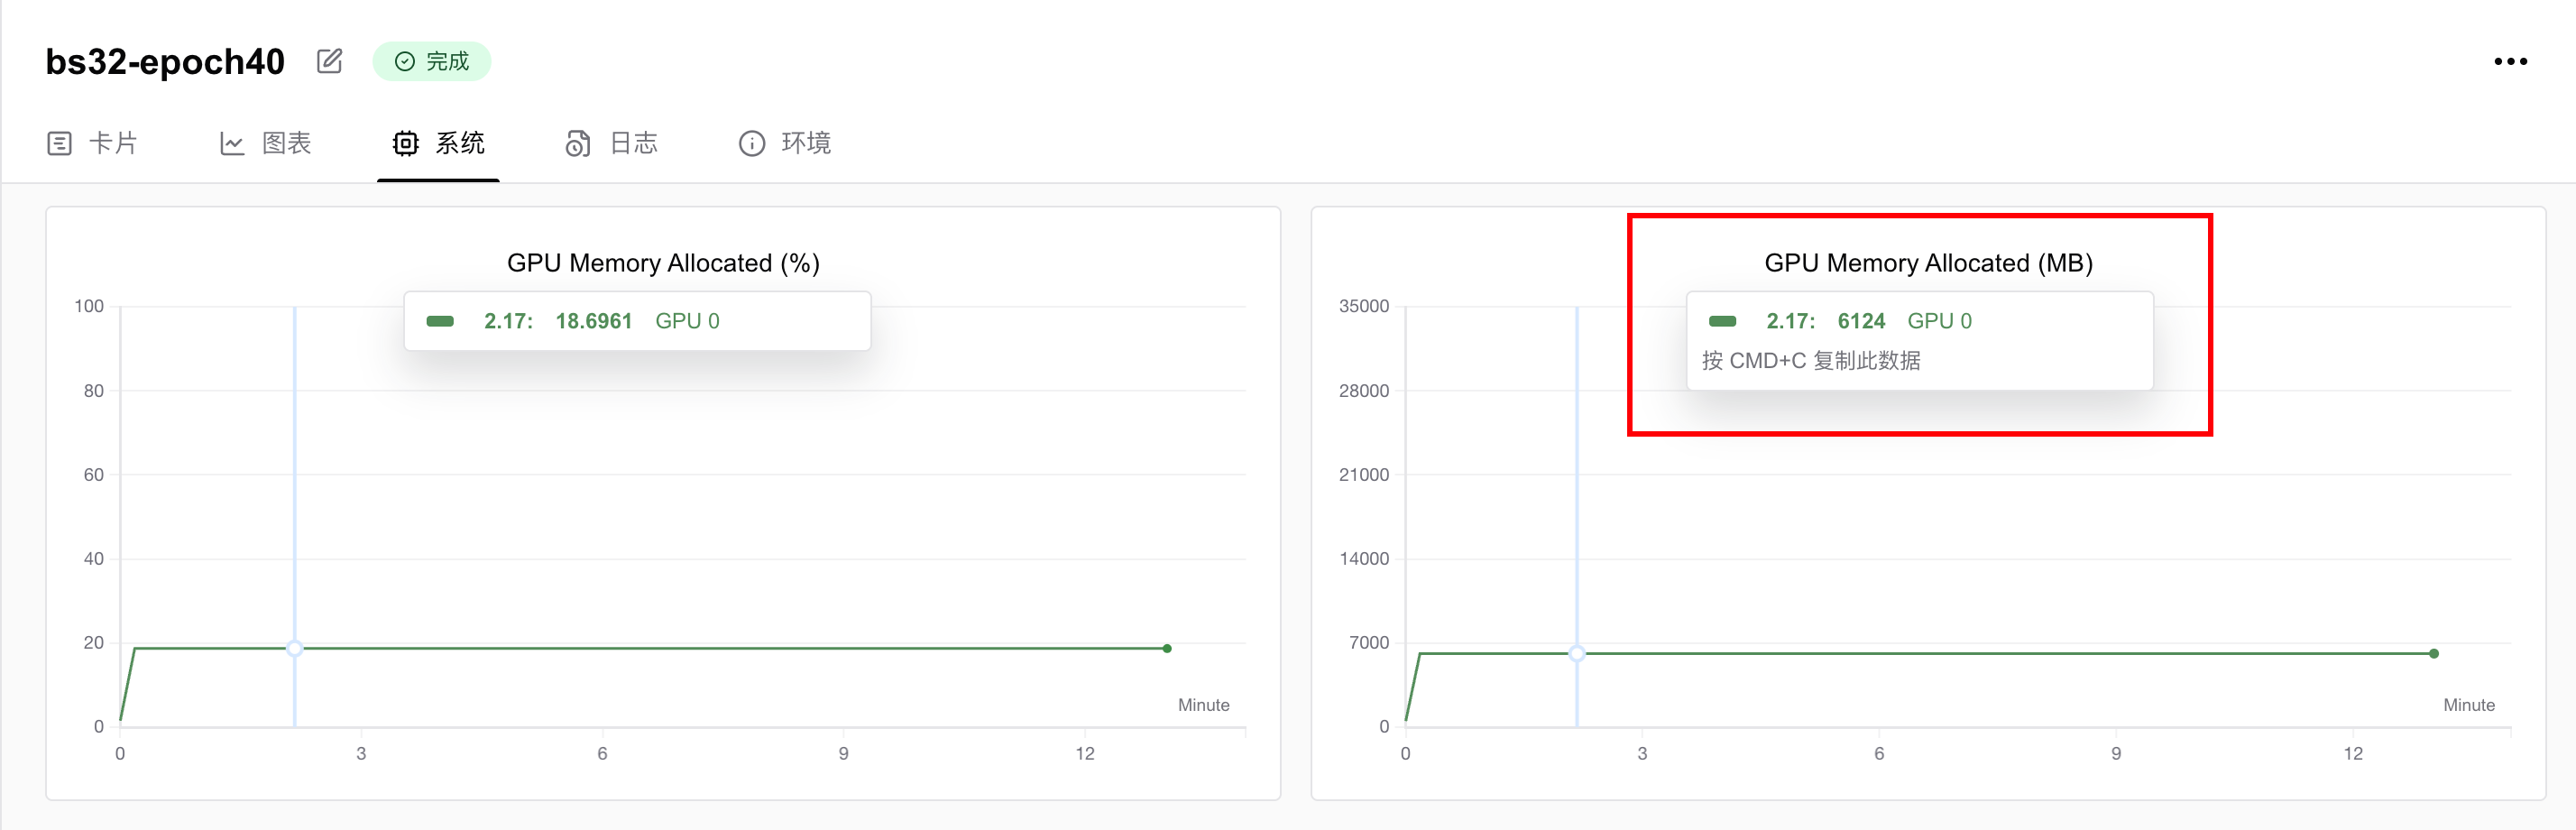 bs32-epoch40 完成
卡片 图表 系统 日志 环境
GPU Memory Allocated (%)
2.17: 18.6961 GPU 0
100
80
60
40
20
0
Minute
0 3 6 9 12
GPU Memory Allocated (MB)
2.17: 6124 GPU 0
按 CMD+C 复制此数据
35000
28000
21000
14000
7000
0
Minute
0 3 6 9 12